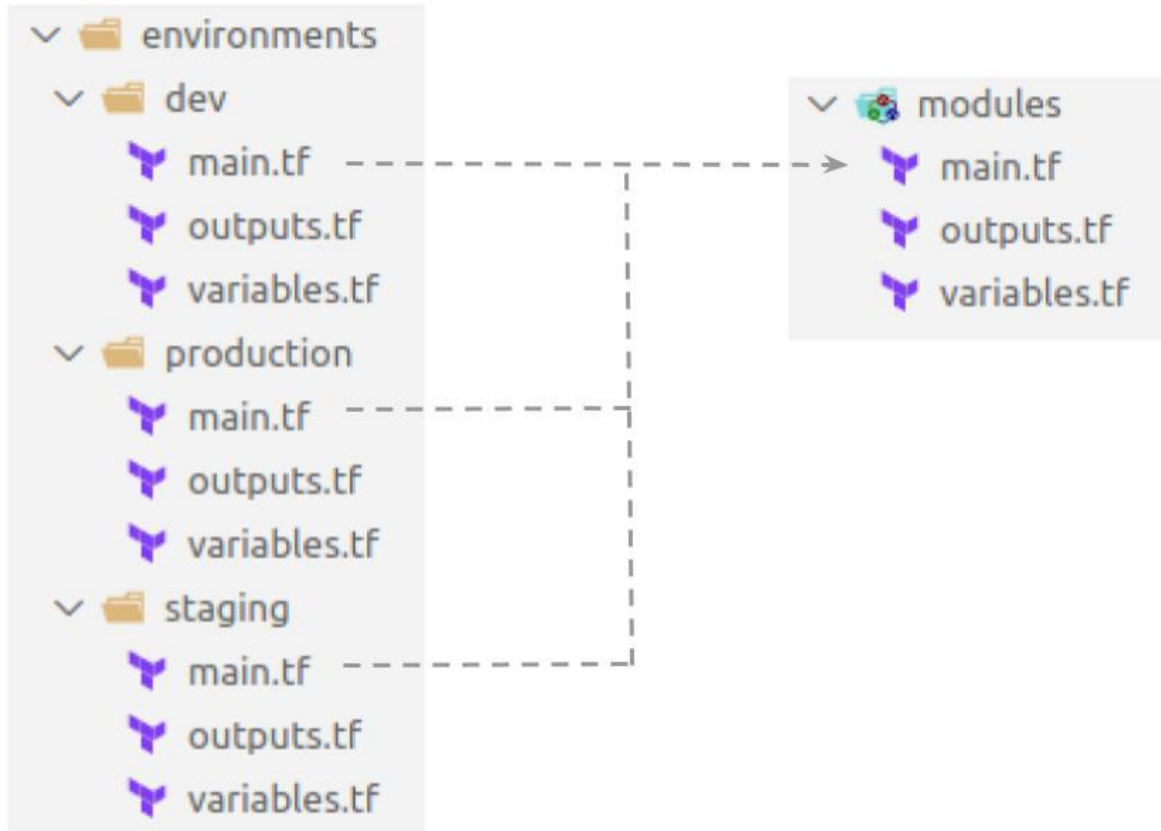 environments
dev
main.tf
outputs.tf
variables.tf
production
main.tf
outputs.tf
variables.tf
staging
main.tf
outputs.tf
variables.tf
modules
main.tf
outputs.tf
variables.tf